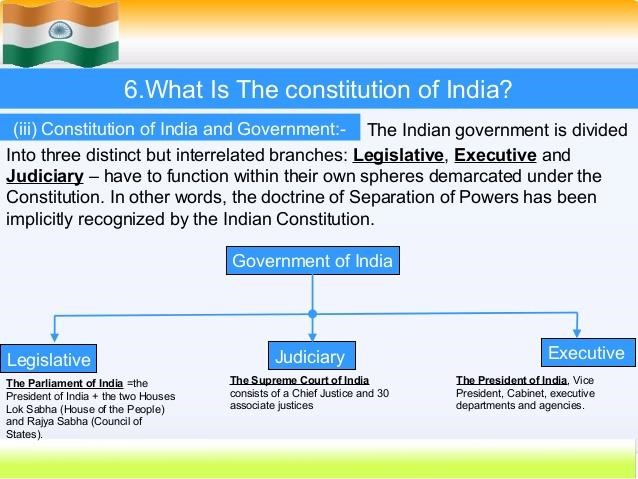 6.What Is The constitution of India?
(iii) Constitution of India and Government:- The Indian government is divided
Into three distinct but interrelated branches: Legislative, Executive and
Judiciary – have to function within their own spheres demarcated under the
Constitution. In other words, the doctrine of Separation of Powers has been
implicitly recognized by the Indian Constitution.
Government of India
Legislative
The Parliament of India =the
President of India + the two Houses
Lok Sabha (House of the People)
and Rajya Sabha (Council of
States).
Judiciary
The Supreme Court of India
consists of a Chief Justice and 30
associate justices
Executive
The President of India, Vice
President, Cabinet, executive
departments and agencies.